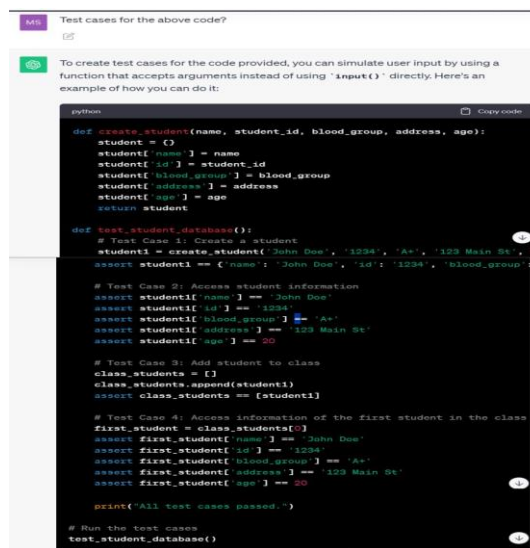 MS Test cases for the above code?
To create test cases for the code provided, you can simulate user input by using a
function that accepts arguments instead of using `input()` directly. Here's an
example of how you can do it:
python Copy code
def create_student(name, student_id, blood_group, address, age):
    student = {}
    student['name'] = name
    student['id'] = student_id
    student['blood_group'] = blood_group
    student['address'] = address
    student['age'] = age
    return student
def test_student_database():
    # Test Case 1: Create a student
    student1 = create_student('John Doe', '1234', 'A+', '123 Main St',
    assert student1 == {'name': 'John Doe', 'id': '1234', 'blood_group':
    # Test Case 2: Access student information
    assert student1['name'] == 'John Doe'
    assert student1['id'] == '1234'
    assert student1['blood_group'] == 'A+'
    assert student1['address'] == '123 Main St'
    assert student1['age'] == 20
    # Test Case 3: Add student to class
    class_students = []
    class_students.append(student1)
    assert class_students == [student1]
    # Test Case 4: Access information of the first student in the class
    first_student = class_students[0]
    assert first_student['name'] == 'John Doe'
    assert first_student['id'] == '1234'
    assert first_student['blood_group'] == 'A+'
    assert first_student['address'] == '123 Main St'
    assert first_student['age'] == 20
    print("All test cases passed.")
# Run the test cases
test_student_database()